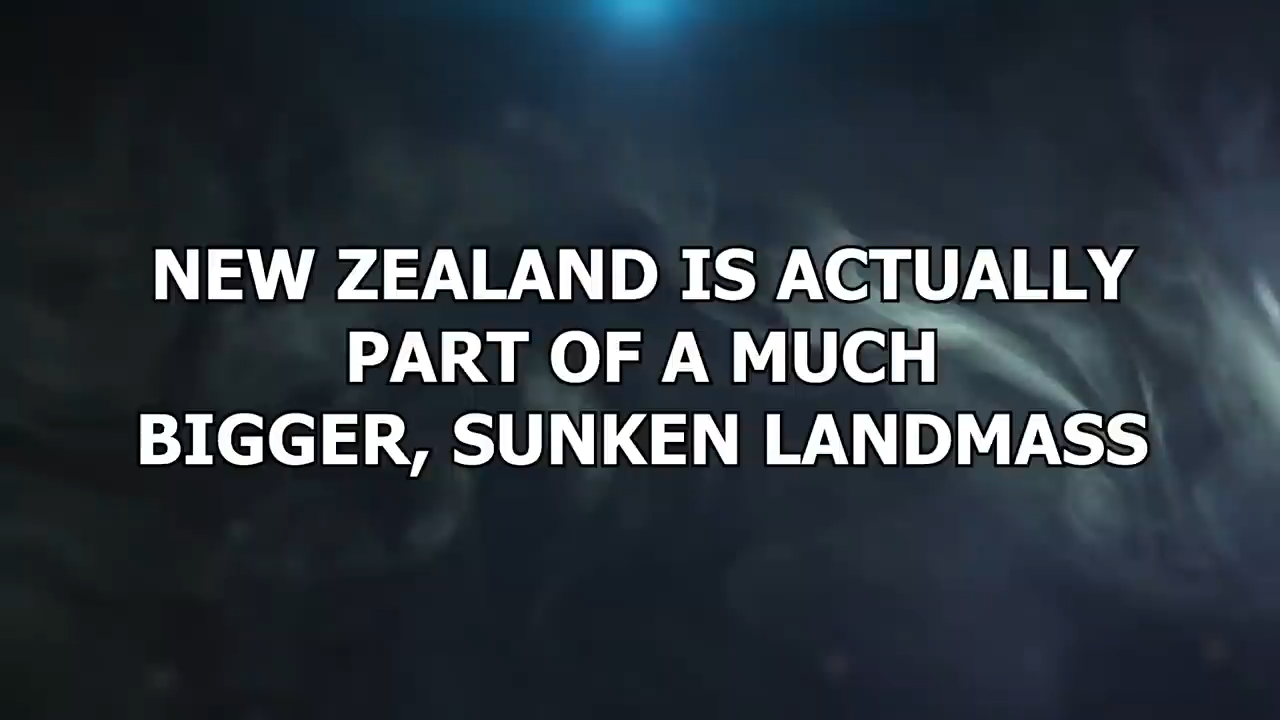 NEW ZEALAND IS ACTUALLY
PART OF A MUCH
BIGGER, SUNKEN LANDMASS